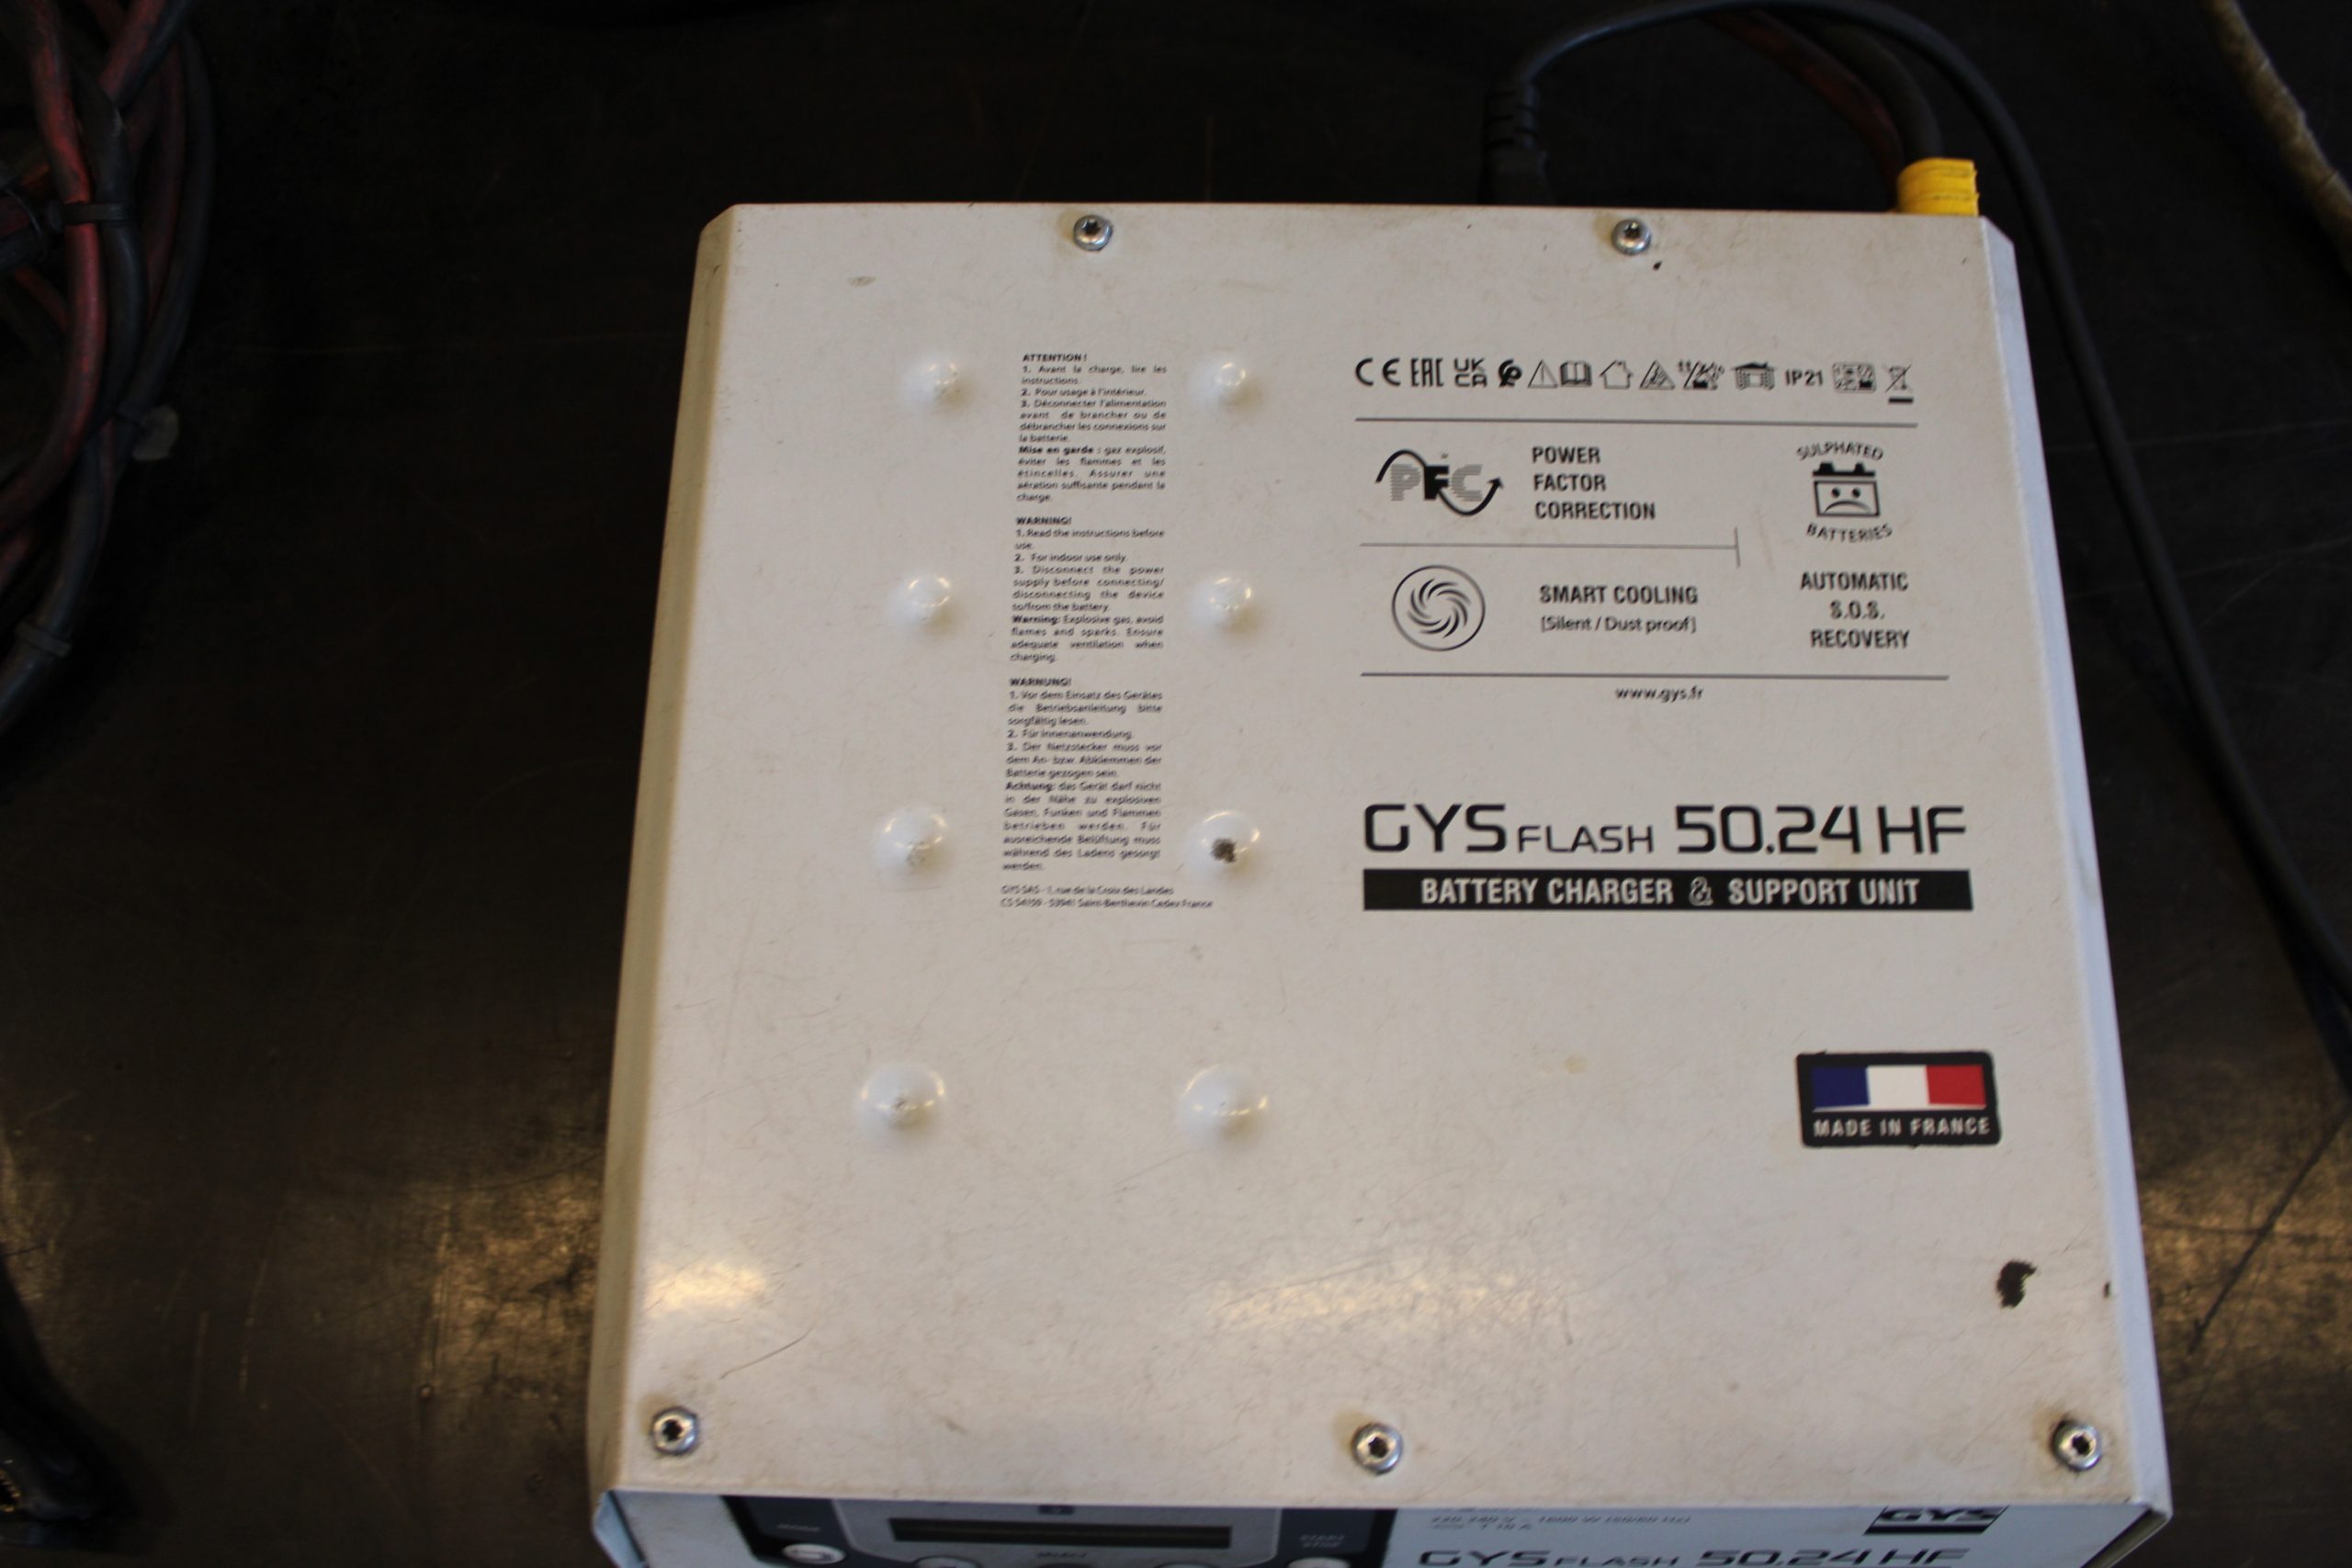 ATTENTION !
1. Avant la charge, lire les
instructions.
2. Pour usage à l'intérieur.
3. Déconnecter l'alimentation
avant de brancher ou de
débrancher les connexions sur
la batterie.
Mise en garde : gaz explosif,
éviter les flammes et les
étincelles. Assurer une
aération suffisante pendant la
charge.
WARNING!
1. Read the instructions before
use.
2. For indoor use only.
3. Disconnect the power
supply before connecting/
disconnecting the device
to/from the battery.
Warning: Explosive gas, avoid
flames and sparks. Ensure
adequate ventilation when
charging.
WARNUNG!
1. Vor dem Einsatz des Gerätes
die Betriebsanleitung bitte
sorgfältig lesen.
2. Für Innenanwendung.
3. Der Netzstecker muss vor
dem An- bzw. Abklemmen der
Batterie gezogen sein.
Achtung: das Gerät darf nicht
in der Nähe zu explosiven
Gasen, Funken und Flammen
betrieben werden. Für
ausreichende Belüftung muss
während des Ladens gesorgt
werden.
GYS SAS - 1, rue de la Croix des Landes
Saint-Berthevin Cedex France
CE EAC UK CA IP21
PFC
POWER
FACTOR
CORRECTION
SULPHATED
BATTERIES
SMART COOLING
[Silent / Dust proof]
AUTOMATIC
S.O.S.
RECOVERY
www.gys.fr
GYS FLASH 50.24 HF
BATTERY CHARGER & SUPPORT UNIT
MADE IN FRANCE
GYS
GYS FLASH 50.24 HF